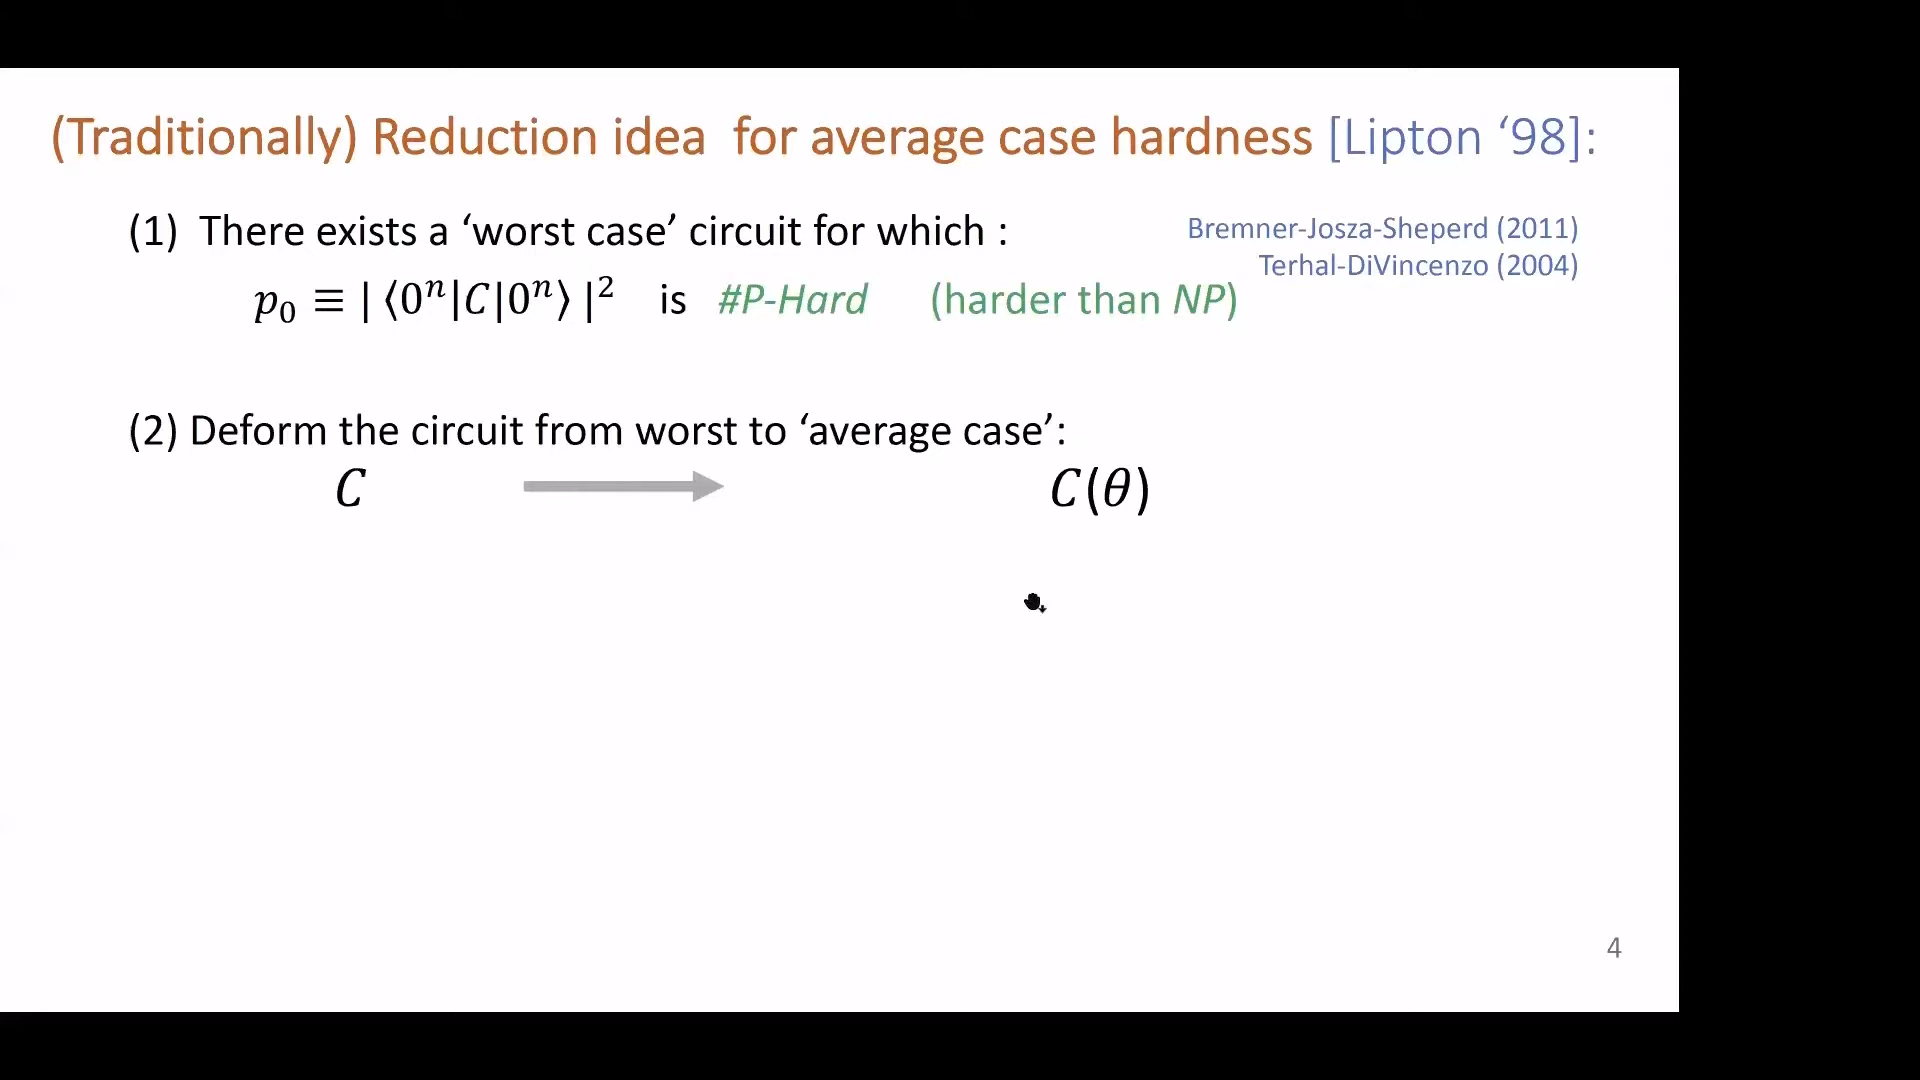 (Traditionally) Reduction idea for average case hardness [Lipton ‘98]:
(1) There exists a ‘worst case’ circuit for which :
Bremner-Josza-Sheperd (2011)
Terhal-DiVincenzo (2004)
p₀ ≡ | ⟨0ⁿ|C|0ⁿ⟩ |² is #P-Hard (harder than NP)
(2) Deform the circuit from worst to ‘average case’:
C C(θ)
4